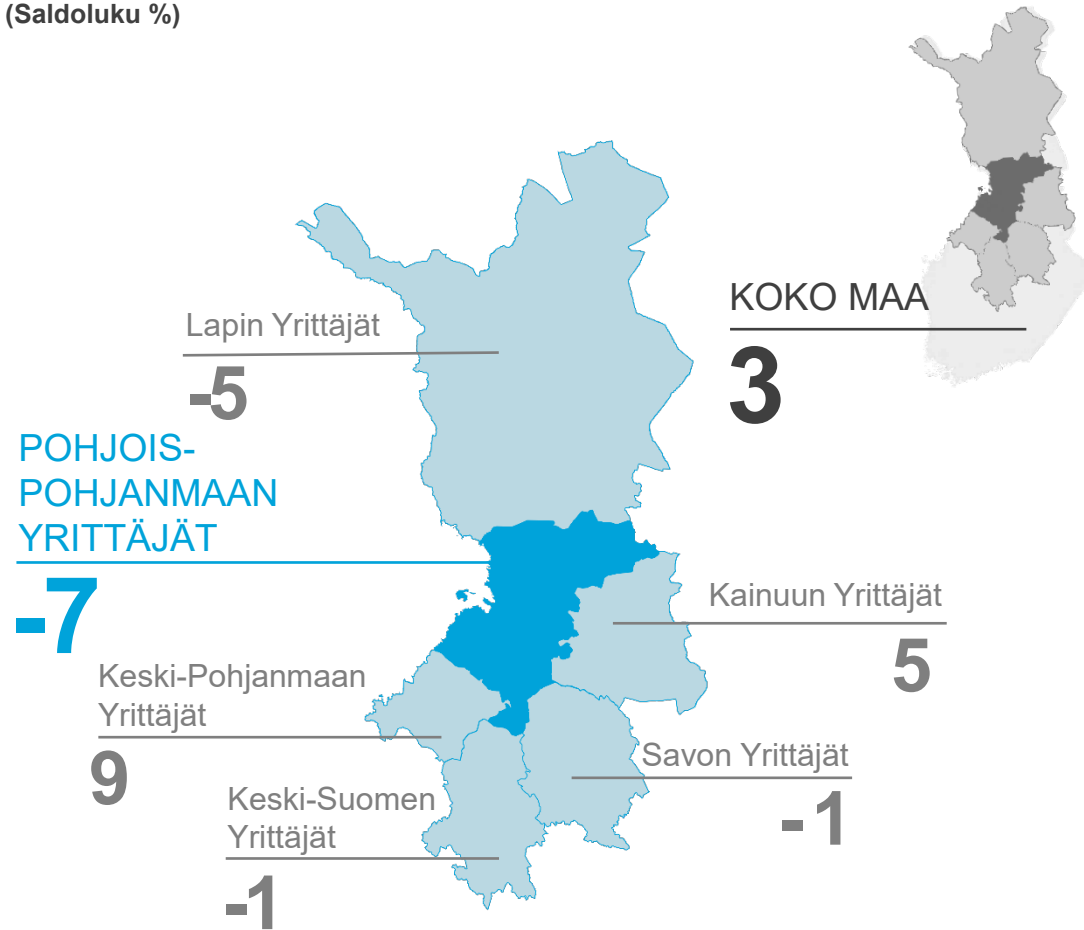 (Saldoluku %)
KOKO MAA
3
Lapin Yrittäjät
-5
POHJOIS-
POHJANMAAN
YRITTÄJÄT
-7
Kainuun Yrittäjät
5
Keski-Pohjanmaan
Yrittäjät
9
Savon Yrittäjät
-1
Keski-Suomen
Yrittäjät
-1